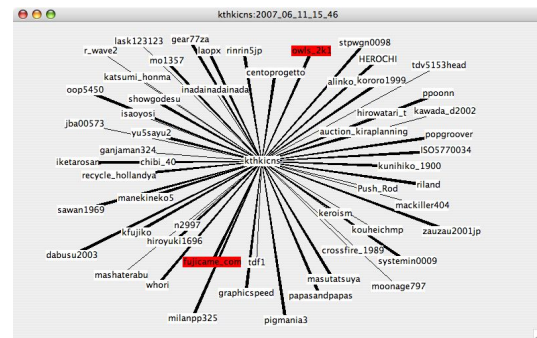 kthkicns:2007_06_11_15_46
lask123123
gear77za
laopx
rinrin5jp
owls_2k1
stpwgn0098
r_wave2
mo1357
HEROCHI
tdv5153head
katsumi_honma
centoprogetto
alinko
kororo1999
oop5450
inadainadainada
showgodesu
ppoonn
isaoyosi
hirowatari_t
kawada_d2002
jba00573
yu5sayu2
auction_kiraplanning
popgroover
ganjaman324
ISO5770034
iketarosan
chibi_40
kthkicns
kunihiko_1900
recycle_hollandya
riland
manekineko5
Push_Rod
mackiller404
sawan1969
keroism
n2997
kouheichmp
zauzau2001jp
kfujiko
hiroyuki1696
crossfire_1989
dabusu2003
fujicame_com
tdf1
systemin0009
mashaterabu
masutatsuya
moonage797
whori
graphicspeed
papasandpapas
milanpp325
pigmania3